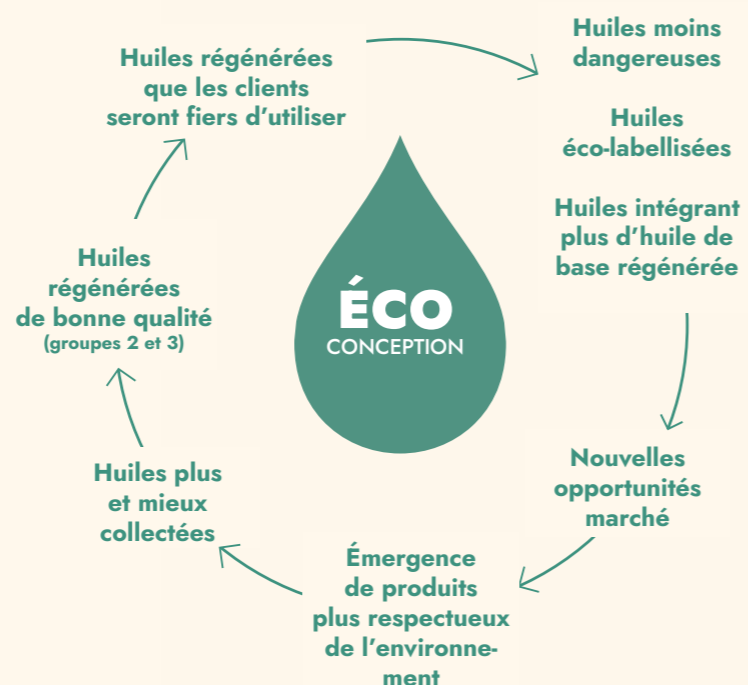 Huiles régénérées
que les clients
seront fiers d'utiliser
Huiles moins
dangereuses
Huiles
éco-labellisées
Huiles intégrant
plus d'huile de
base régénérée
Nouvelles
opportunités
marché
Émergence
de produits
plus respectueux
de l'environne-
ment
Huiles plus
et mieux
collectées
Huiles
régénérées
de bonne qualité
(groupes 2 et 3)
ÉCO
CONCEPTION